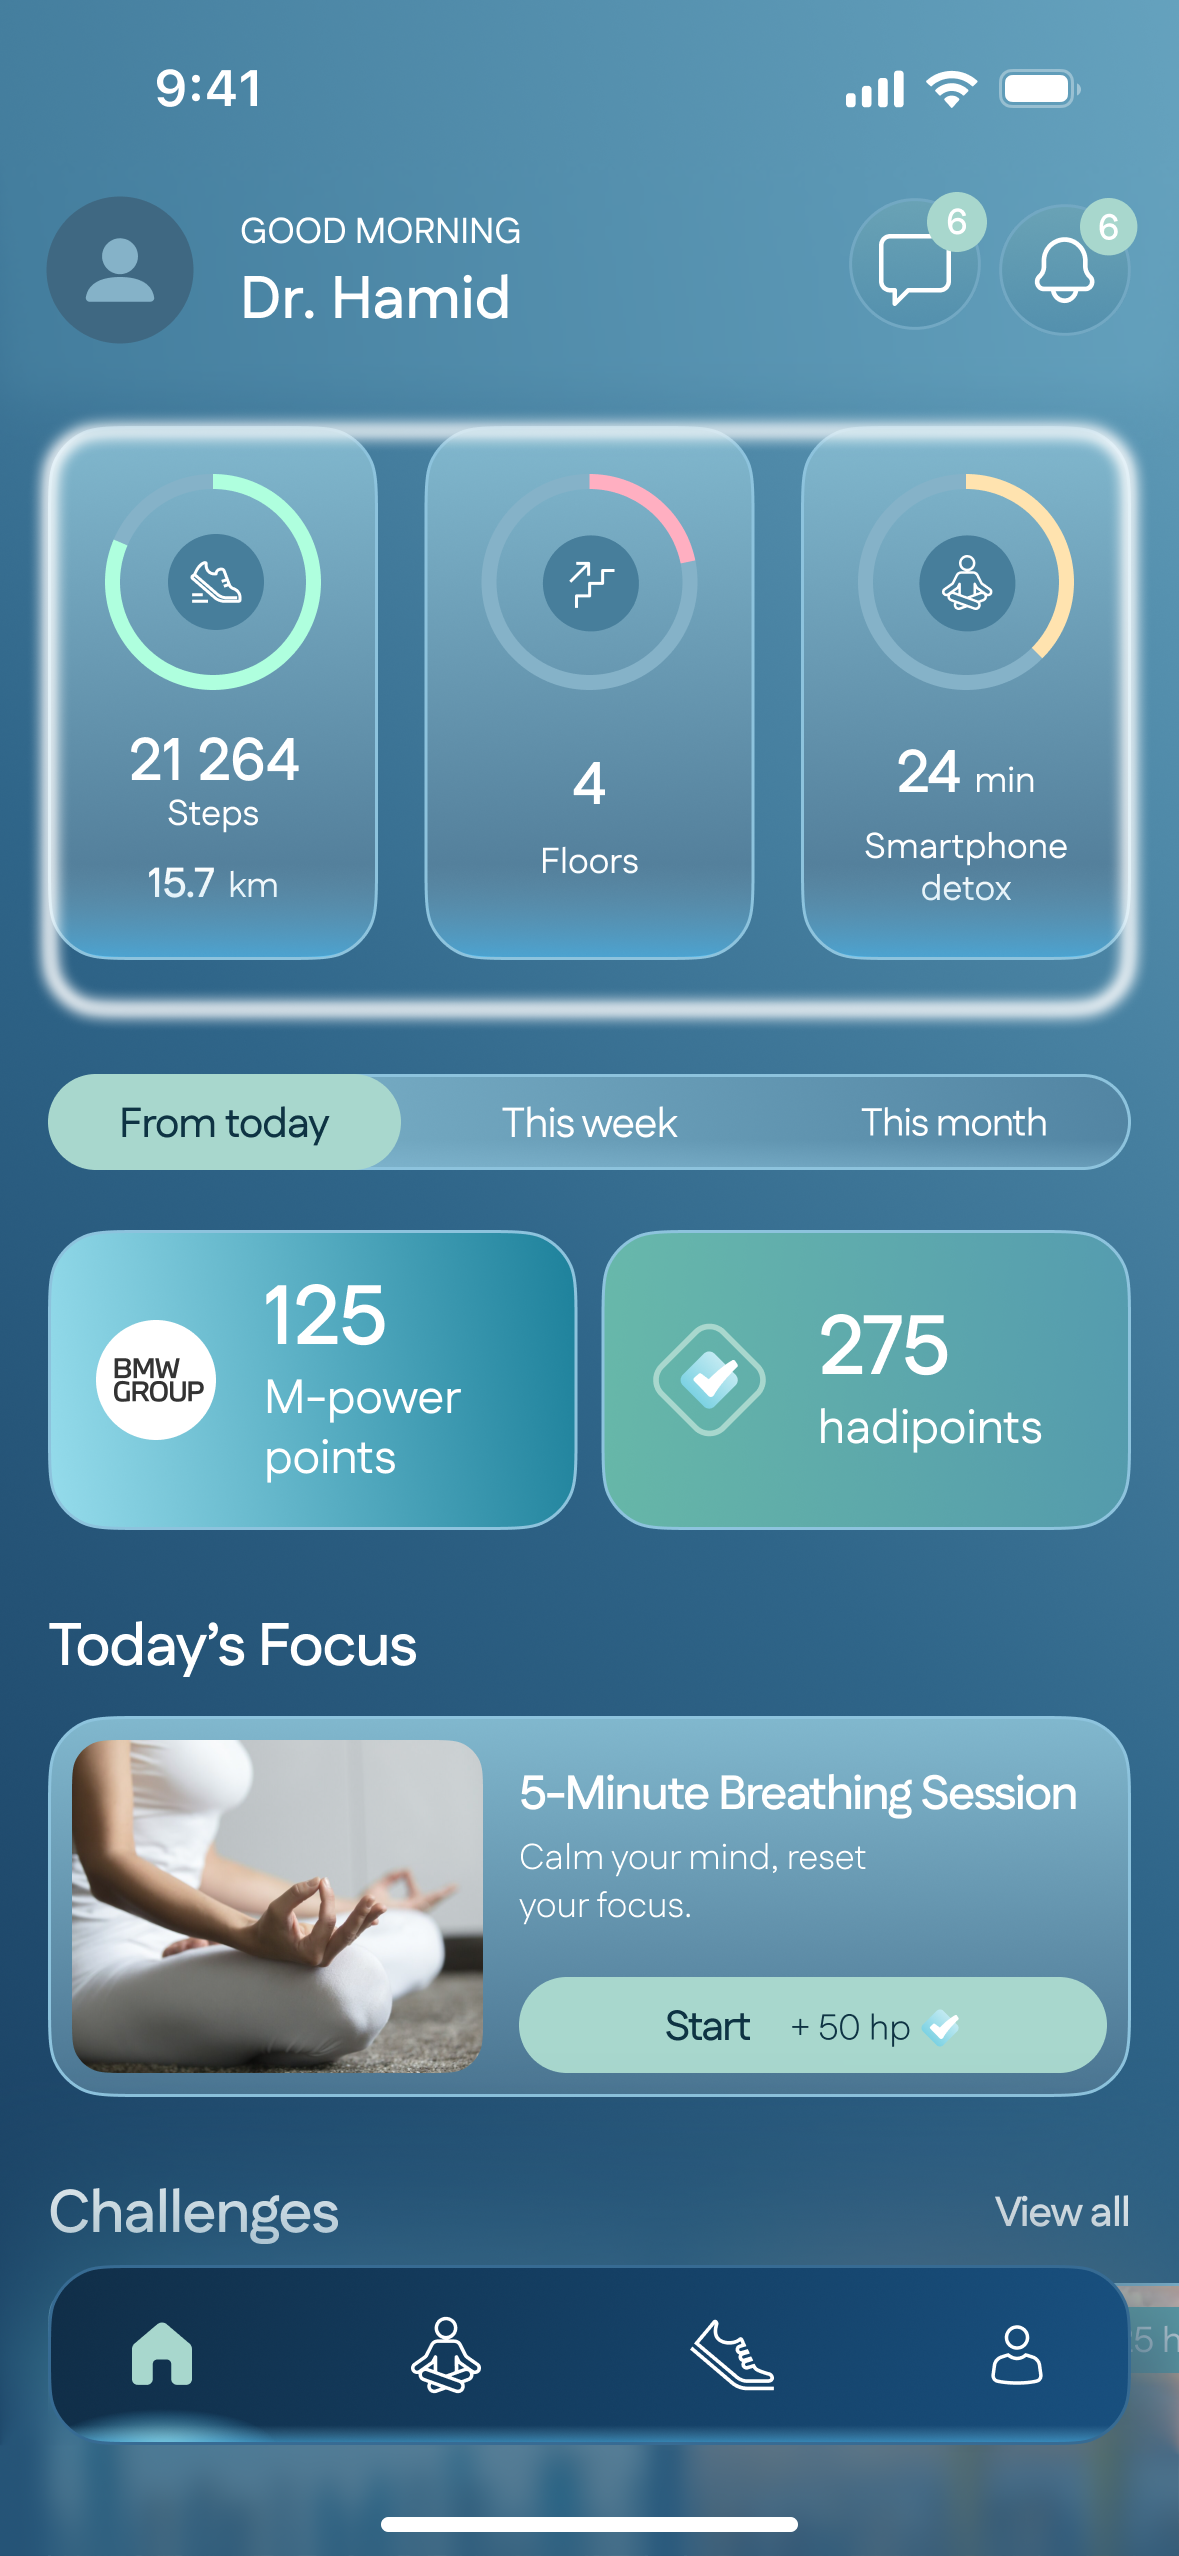 9:41
GOOD MORNING
Dr. Hamid
6
6
21 264
Steps
15.7 km
4
Floors
24 min
Smartphone
detox
From today
This week
This month
BMW
GROUP
125
M-power
points
275
hadipoints
Today's Focus
5-Minute Breathing Session
Calm your mind, reset
your focus.
Start + 50 hp
Challenges
View all